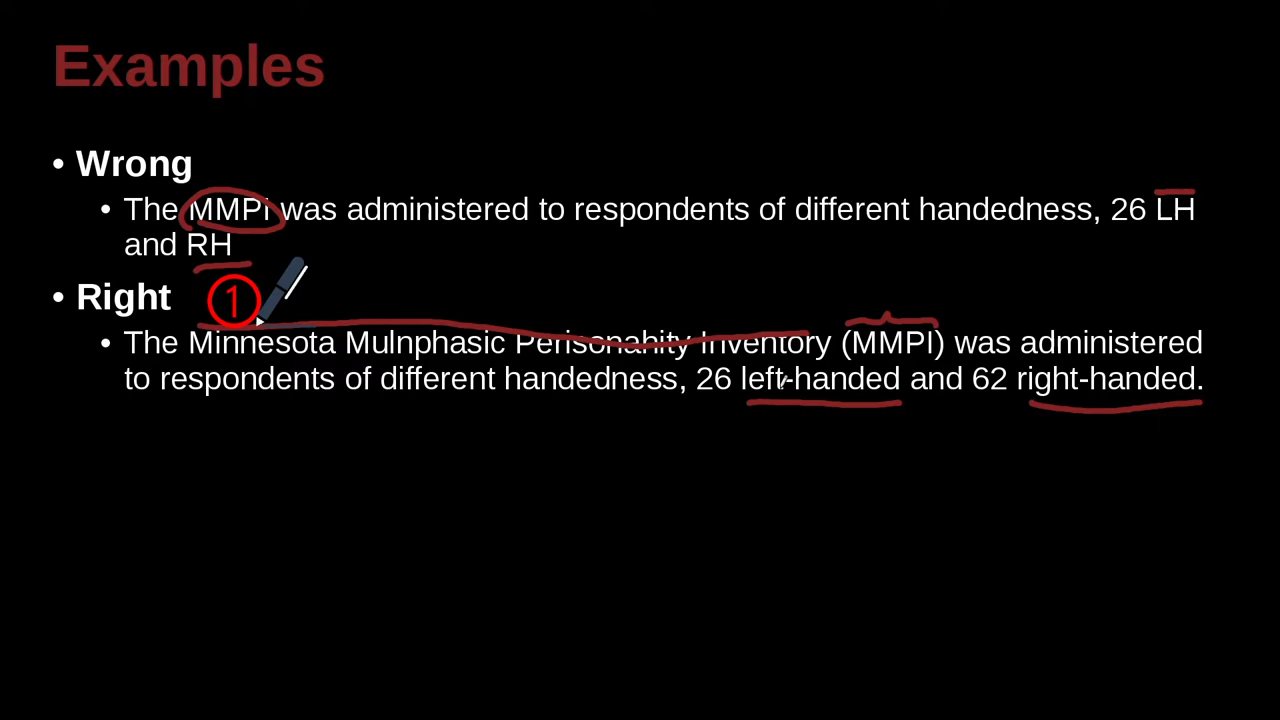 Examples
• Wrong
• The MMPI was administered to respondents of different handedness, 26 LH
and RH
• Right
1
• The Minnesota Mulnphasic Perisonahity Inventory (MMPI) was administered
to respondents of different handedness, 26 left-handed and 62 right-handed.